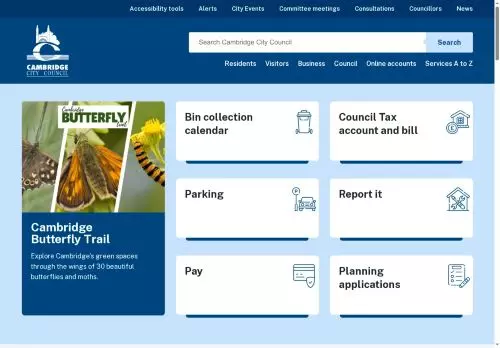 Accessibility tools Alerts City Events Committee meetings Consultations Councillors News
CAMBRIDGE
CITY COUNCIL
Search Cambridge City Council
Search
Residents Visitors Business Council Online accounts Services A to Z
Cambridge
BUTTERFLY
trail
Cambridge
Butterfly Trail
Explore Cambridge's green spaces
through the wings of 30 beautiful
butterflies and moths.
Bin collection
calendar
Council Tax
account and bill
Parking
Report it
Pay
Planning
applications